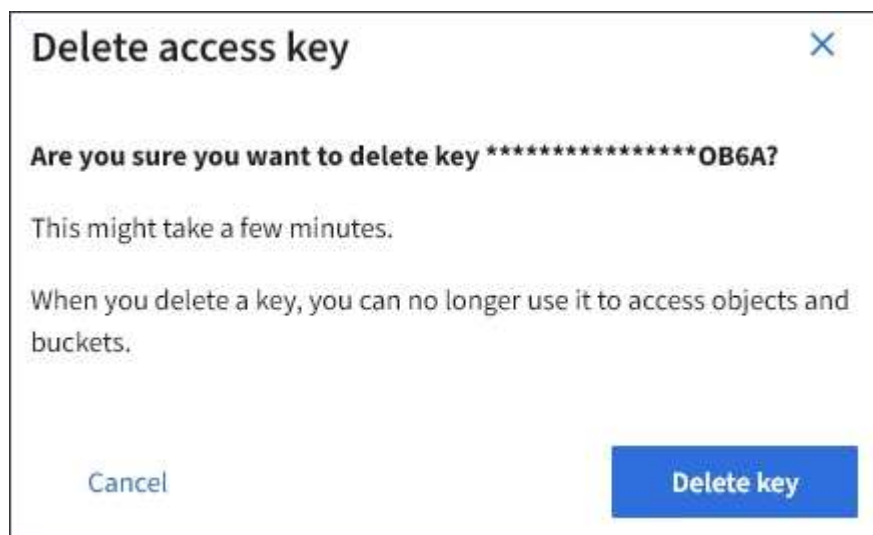 Delete access key
Are you sure you want to delete key ****************OB6A?
This might take a few minutes.
When you delete a key, you can no longer use it to access objects and
buckets.
Cancel
Delete key